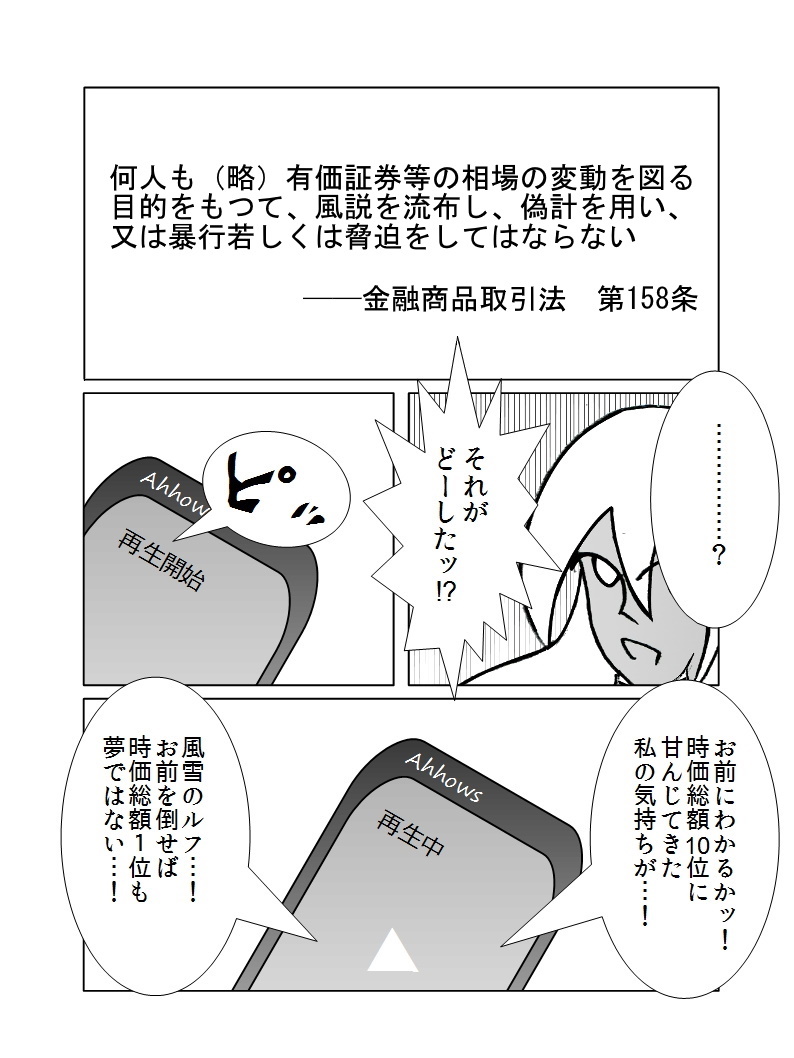 何人も（略）有価証券等の相場の変動を図る
目的をもつて、風説を流布し、偽計を用い、
又は暴行若しくは脅迫をしてはならない
――金融商品取引法　第158条
……………？
それが
どーしたッ!?
ピッ
Ahhow
再生開始
お前にわかるかッ！
時価総額10位に
甘んじてきた
私の気持ちが…！
Ahhows
再生中
風雪のルフ…！
お前を倒せば
時価総額１位も
夢ではない…！